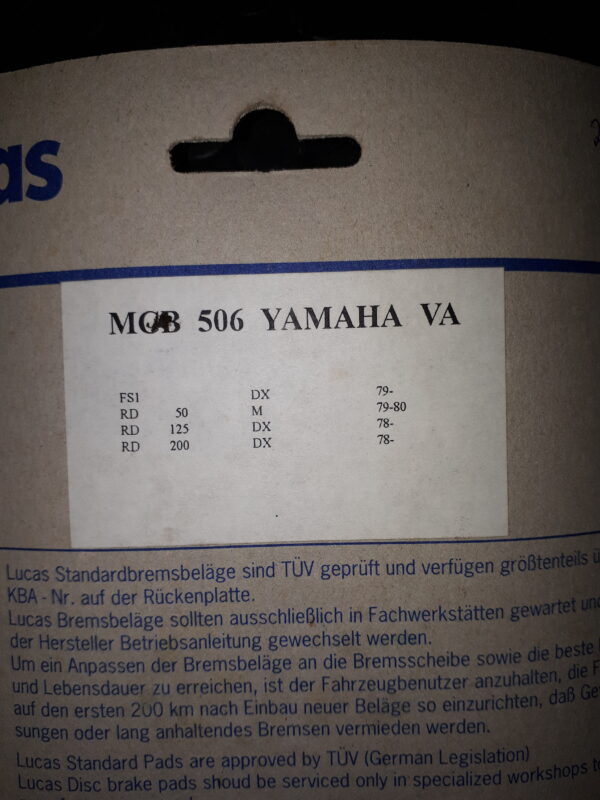 as
MCB 506 YAMAHA VA
FS1 DX 79-
RD 50 M 79-80
RD 125 DX 78-
RD 200 DX 78-
Lucas Standardbremsbeläge sind TÜV geprüft und verfügen größtenteils ü
KBA - Nr. auf der Rückenplatte.
Lucas Bremsbeläge sollten ausschließlich in Fachwerkstätten gewartet und
der Hersteller Betriebsanleitung gewechselt werden.
Um ein Anpassen der Bremsbeläge an die Bremsscheibe sowie die beste
und Lebensdauer zu erreichen, ist der Fahrzeugbenutzer anzuhalten, die F
auf den ersten 200 km nach Einbau neuer Beläge so einzurichten, daß Ge
sungen oder lang anhaltendes Bremsen vermieden werden.
Lucas Standard Pads are approved by TÜV (German Legislation)
Lucas Disc brake pads shoud be serviced only in specialized workshops to